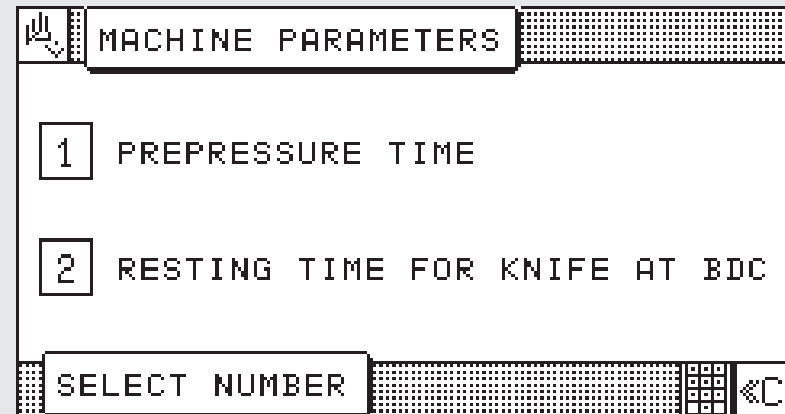 MACHINE PARAMETERS
1 PREPRESSURE TIME
2 RESTING TIME FOR KNIFE AT BDC
SELECT NUMBER
«C